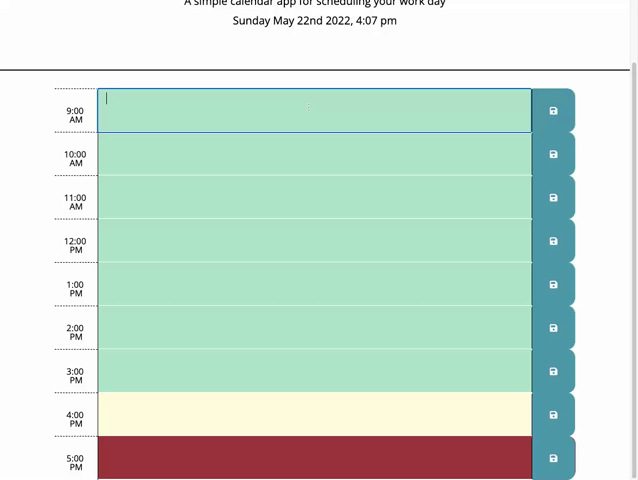 A simple calendar app for scheduling your work day
Sunday May 22nd 2022, 4:07 pm
9:00
AM
10:00
AM
11:00
AM
12:00
PM
1:00
PM
2:00
PM
3:00
PM
4:00
PM
5:00
PM